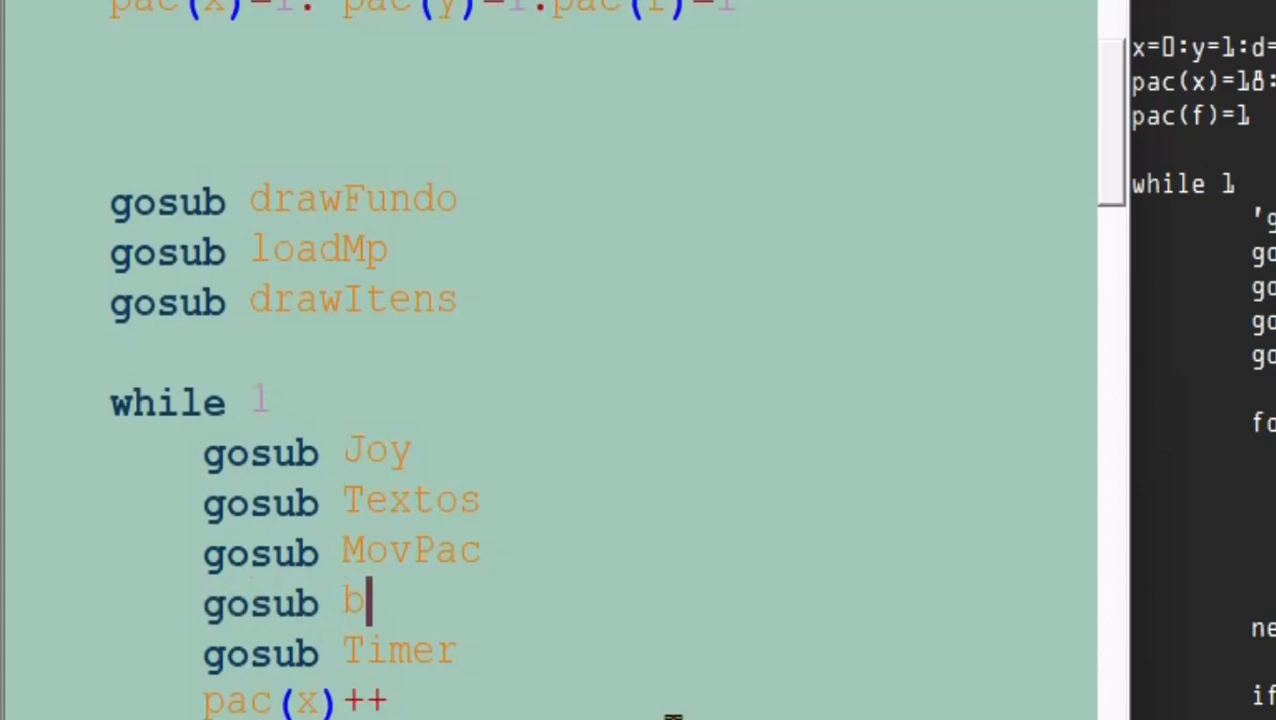 pac(x)=1: pac(y)=1:pac(f)=1
gosub drawFundo
gosub loadMp
gosub drawItens
while 1
gosub Joy
gosub Textos
gosub MovPac
gosub b
gosub Timer
pac(x)++
x=0:y=1:d=
pac(x)=18:
pac(f)=1
while 1
'g
go
go
go
go
fo
ne
if